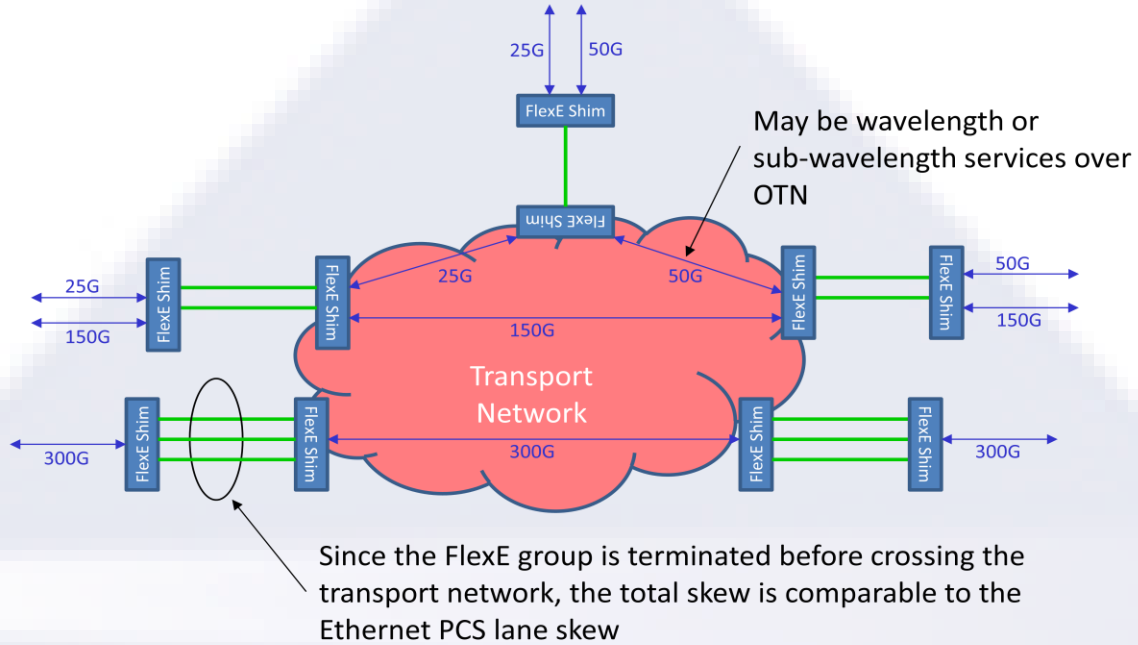 25G
50G
FlexE Shim
May be wavelength or
sub-wavelength services over
OTN
FlexE Shim
25G
150G
FlexE Shim
FlexE Shim
25G
50G
150G
FlexE Shim
FlexE Shim
50G
150G
Transport
Network
300G
FlexE Shim
FlexE Shim
300G
FlexE Shim
FlexE Shim
300G
Since the FlexE group is terminated before crossing the
transport network, the total skew is comparable to the
Ethernet PCS lane skew